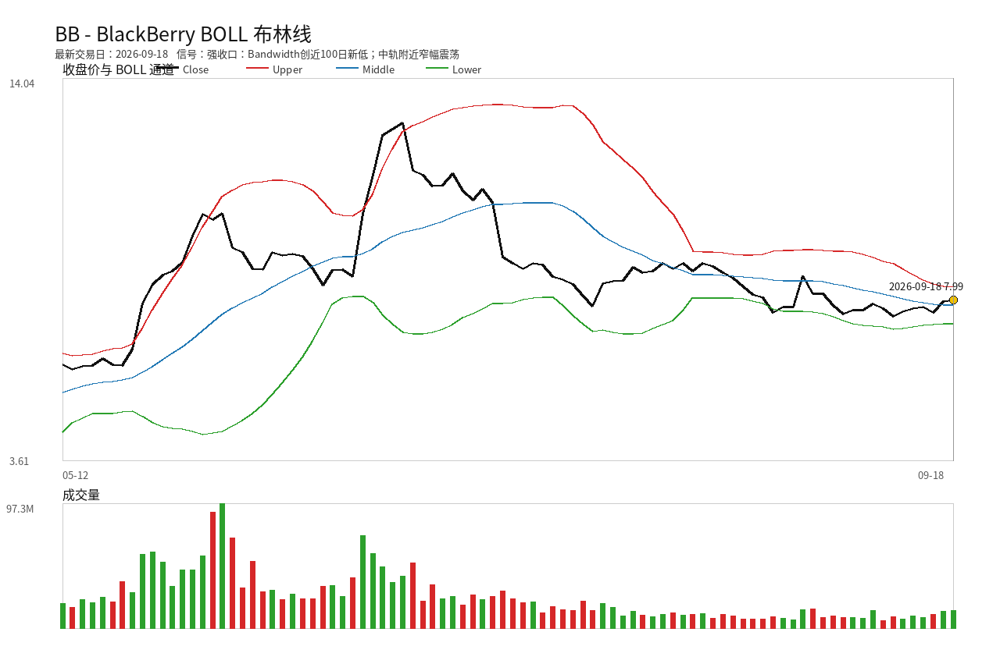 BB - BlackBerry BOLL 布林线
最新交易日：2026-09-18 信号：强收口：Bandwidth创近100日新低；中轨附近窄幅震荡
收盘价与 BOLL 通道 Close Upper Middle Lower
14.04
2026-09-18 7.99
3.61
05-12 09-18
成交量
97.3M